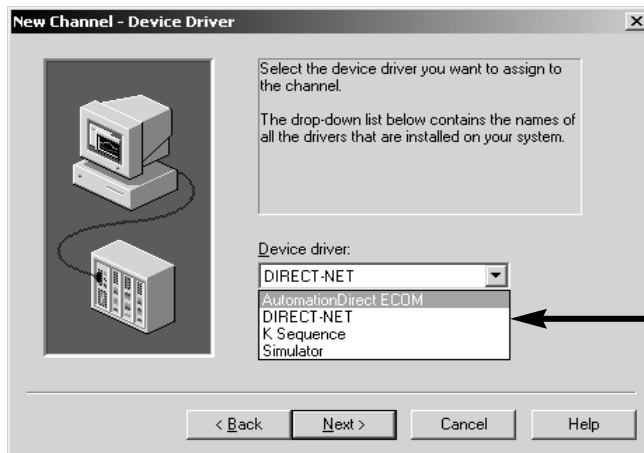 New Channel - Device Driver
Select the device driver you want to assign to
the channel.
The drop-down list below contains the names of
all the drivers that are installed on your system.
Device driver:
DIRECT-NET
AutomationDirect ECOM
DIRECT-NET
K Sequence
Simulator
< Back Next > Cancel Help